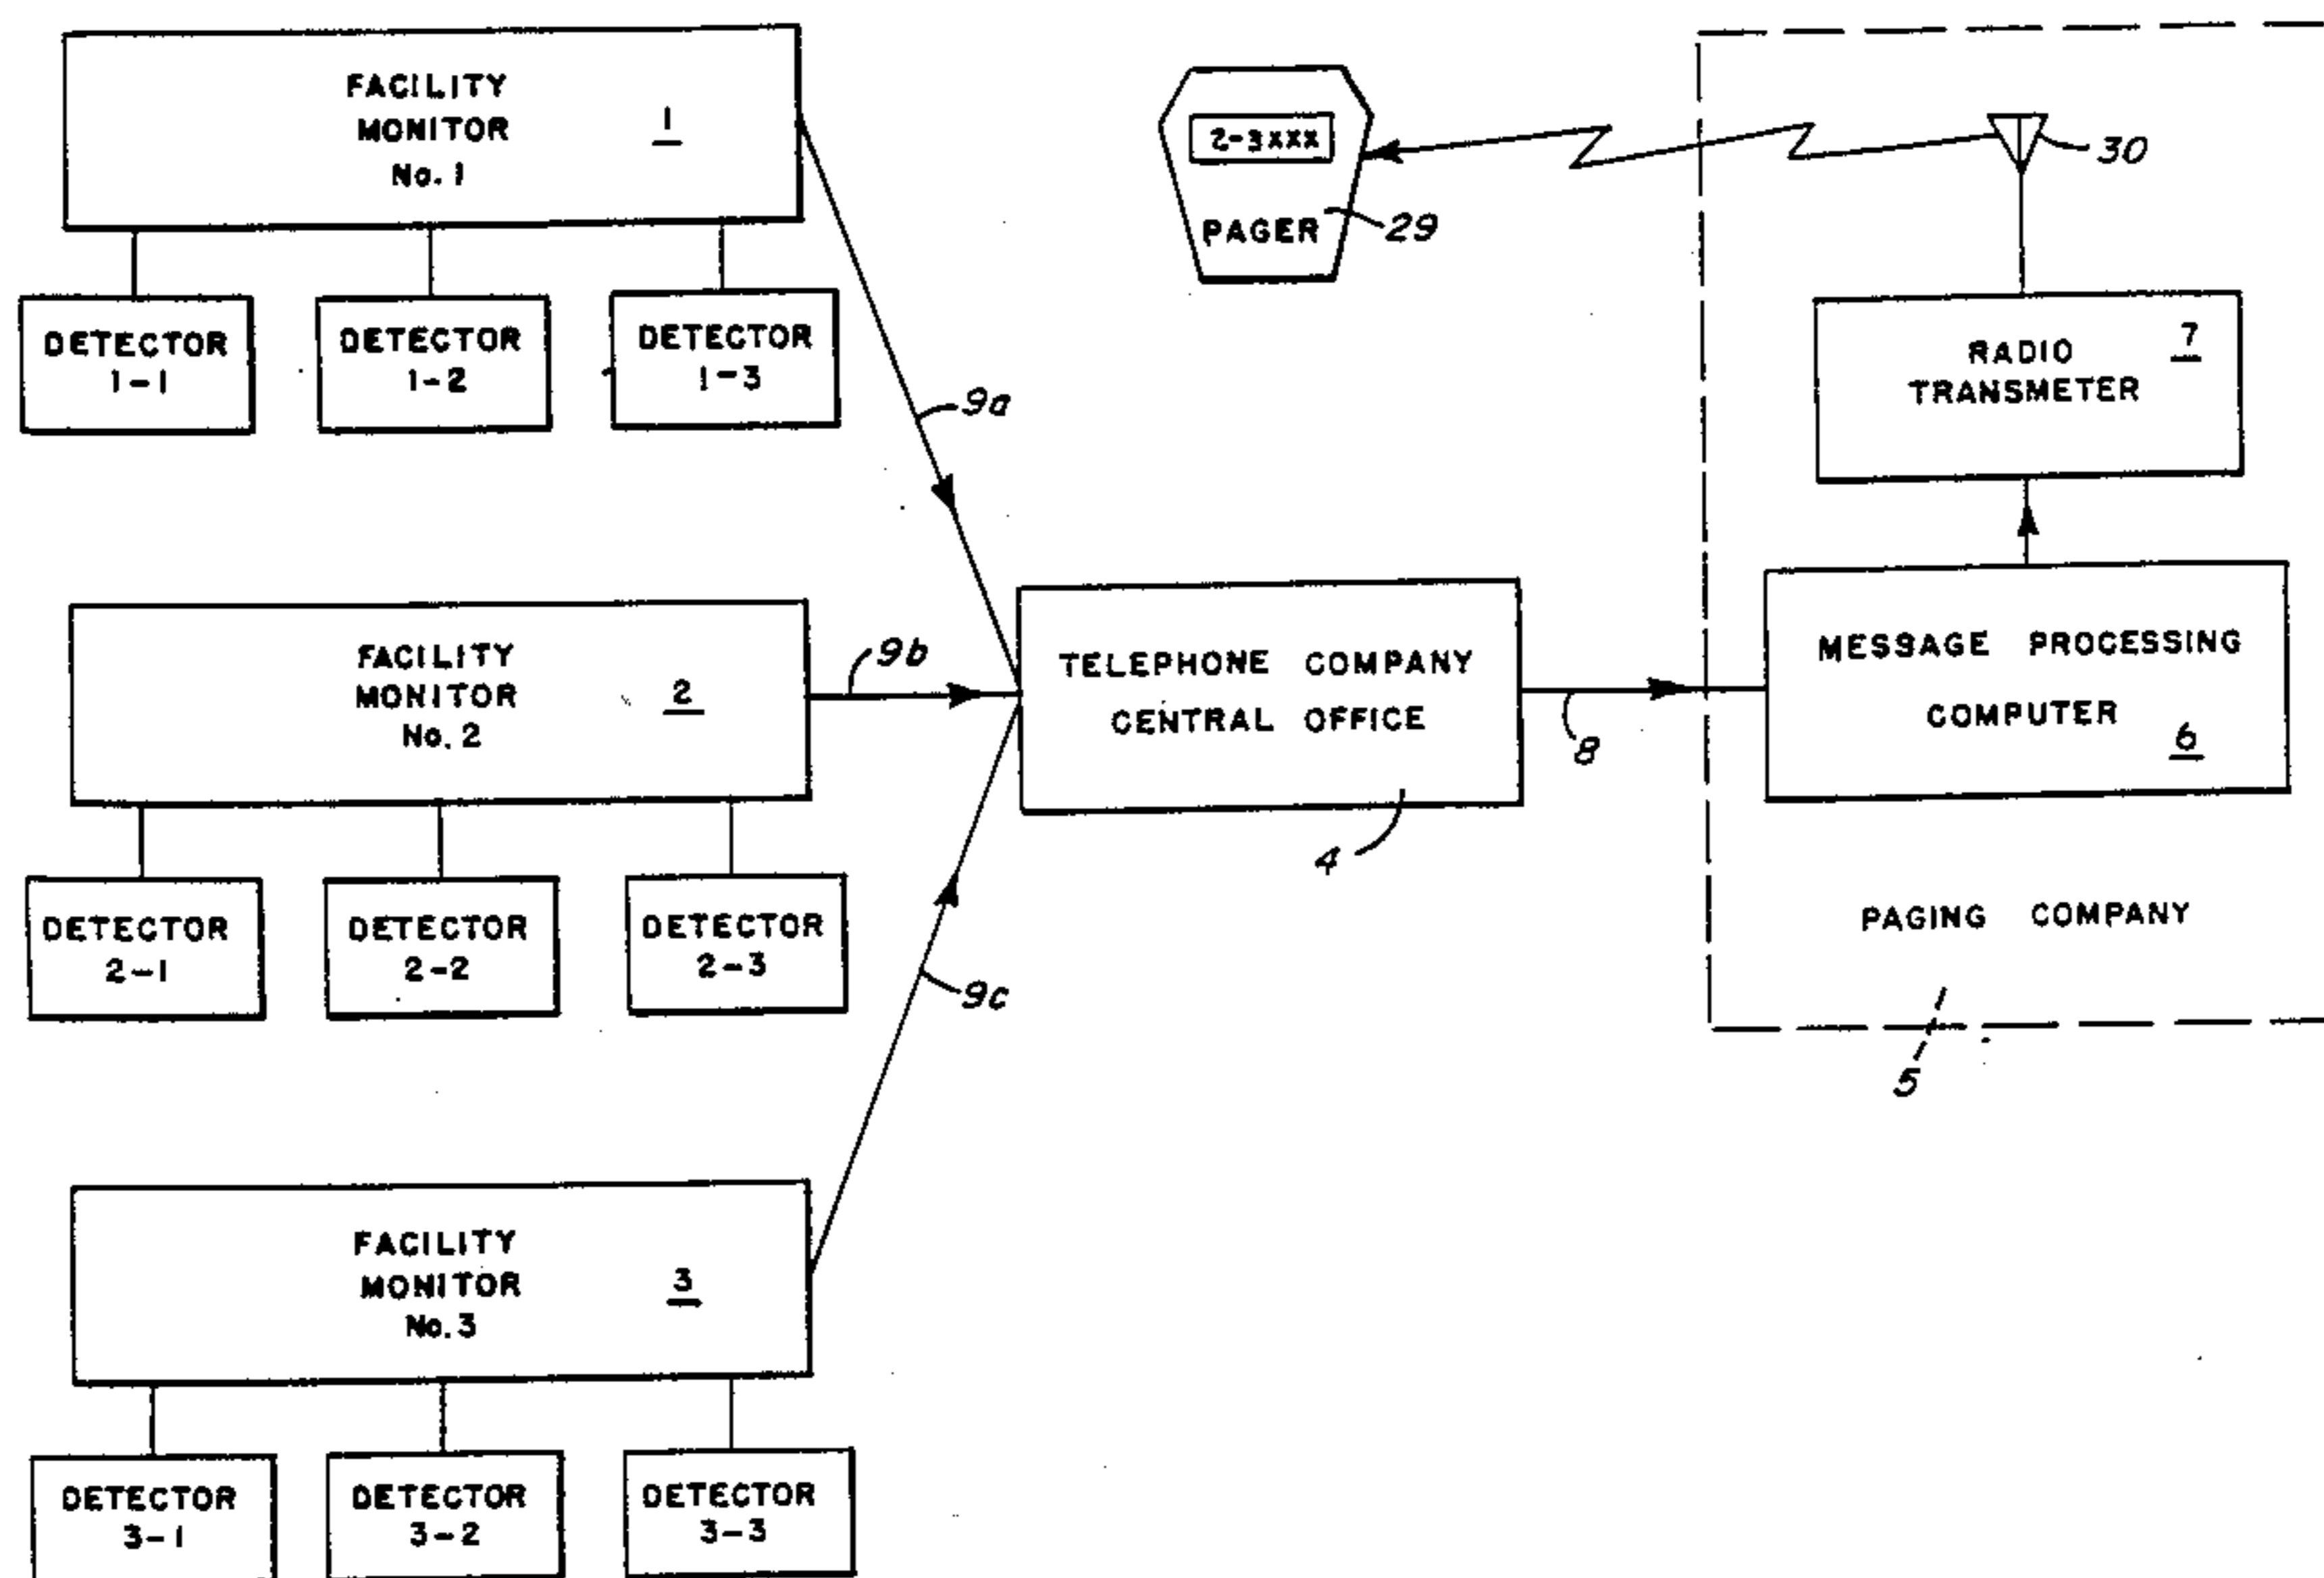 FACILITY
MONITOR
No. 1
1
DETECTOR
1-1
DETECTOR
1-2
DETECTOR
1-3
9a
2-3XXX
PAGER
29
30
7
RADIO
TRANSMETER
FACILITY
MONITOR
No. 2
2
DETECTOR
2-1
DETECTOR
2-2
DETECTOR
2-3
9b
TELEPHONE COMPANY
CENTRAL OFFICE
4
8
MESSAGE PROCESSING
COMPUTER
6
PAGING COMPANY
5
9c
FACILITY
MONITOR
No. 3
3
DETECTOR
3-1
DETECTOR
3-2
DETECTOR
3-3